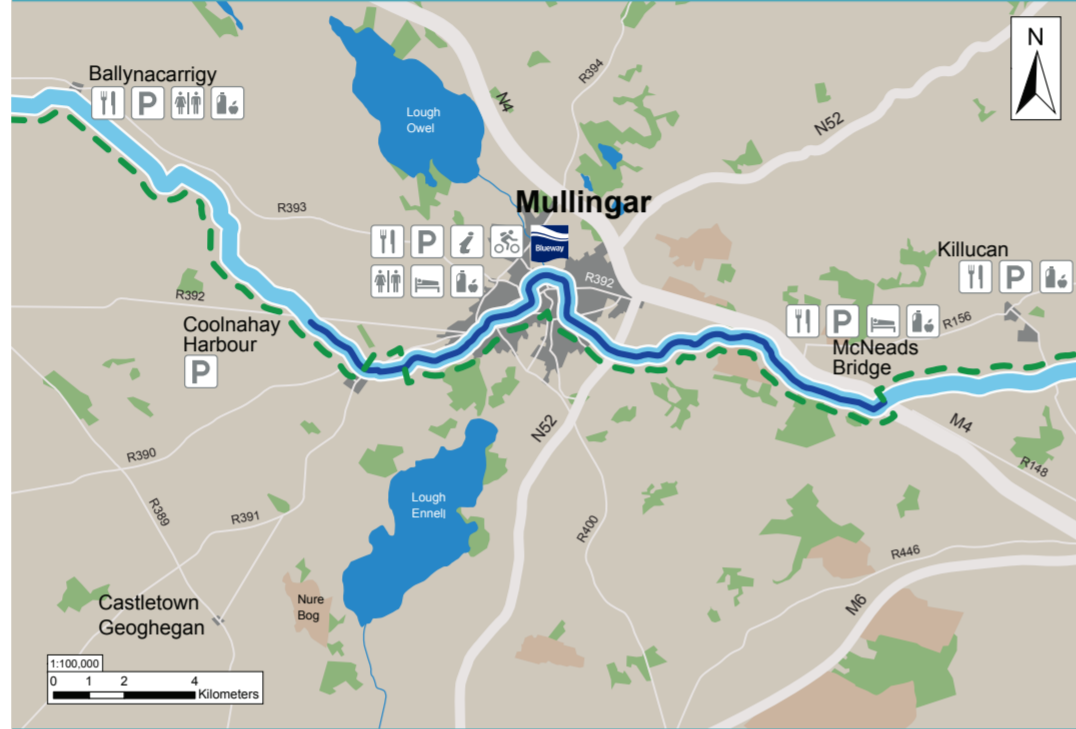 N
Ballynacarrigy
P
Lough
Owel
N4
R394
N52
R393
Mullingar
P
Blueway
Killucan
P
R392
R392
Coolnahay
Harbour
P
P
McNeads
Bridge
R156
M4
R148
N52
R390
R389
R391
Lough
Ennell
R400
R446
M6
Nure
Bog
Castletown
Geoghegan
1:100,000
0 1 2 4
Kilometers